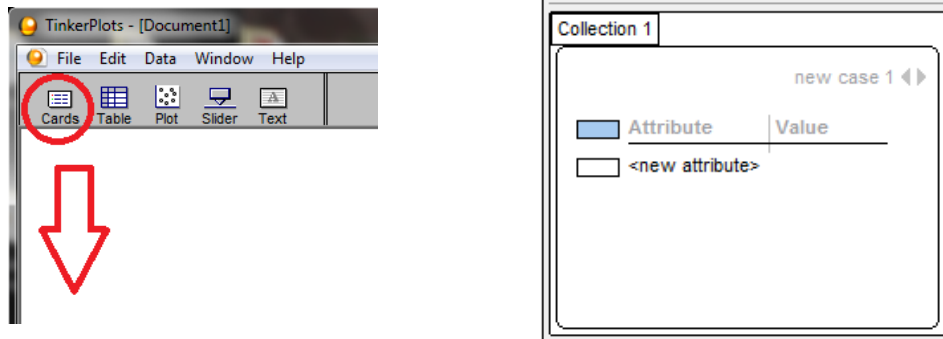 TinkerPlots - [Document1]
File Edit Data Window Help
Cards Table Plot Slider Text
A
Collection 1
new case 1
Attribute Value
<new attribute>